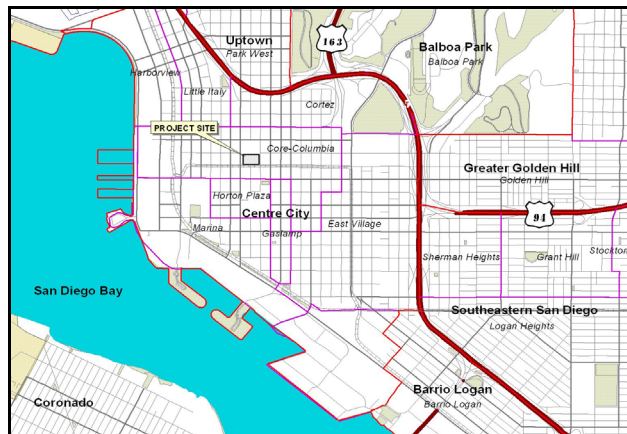 Uptown
Park West
163
Balboa Park
Balboa Park
Harborview
Little Italy
Cortez
PROJECT SITE
Core-Columbia
Greater Golden Hill
Golden Hill
Horton Plaza
Centre City
94
Marina
Gaslamp
East Village
Sherman Heights
Grant Hill
Stockton
San Diego Bay
Southeastern San Diego
Logan Heights
Barrio Logan
Barrio Logan
Coronado